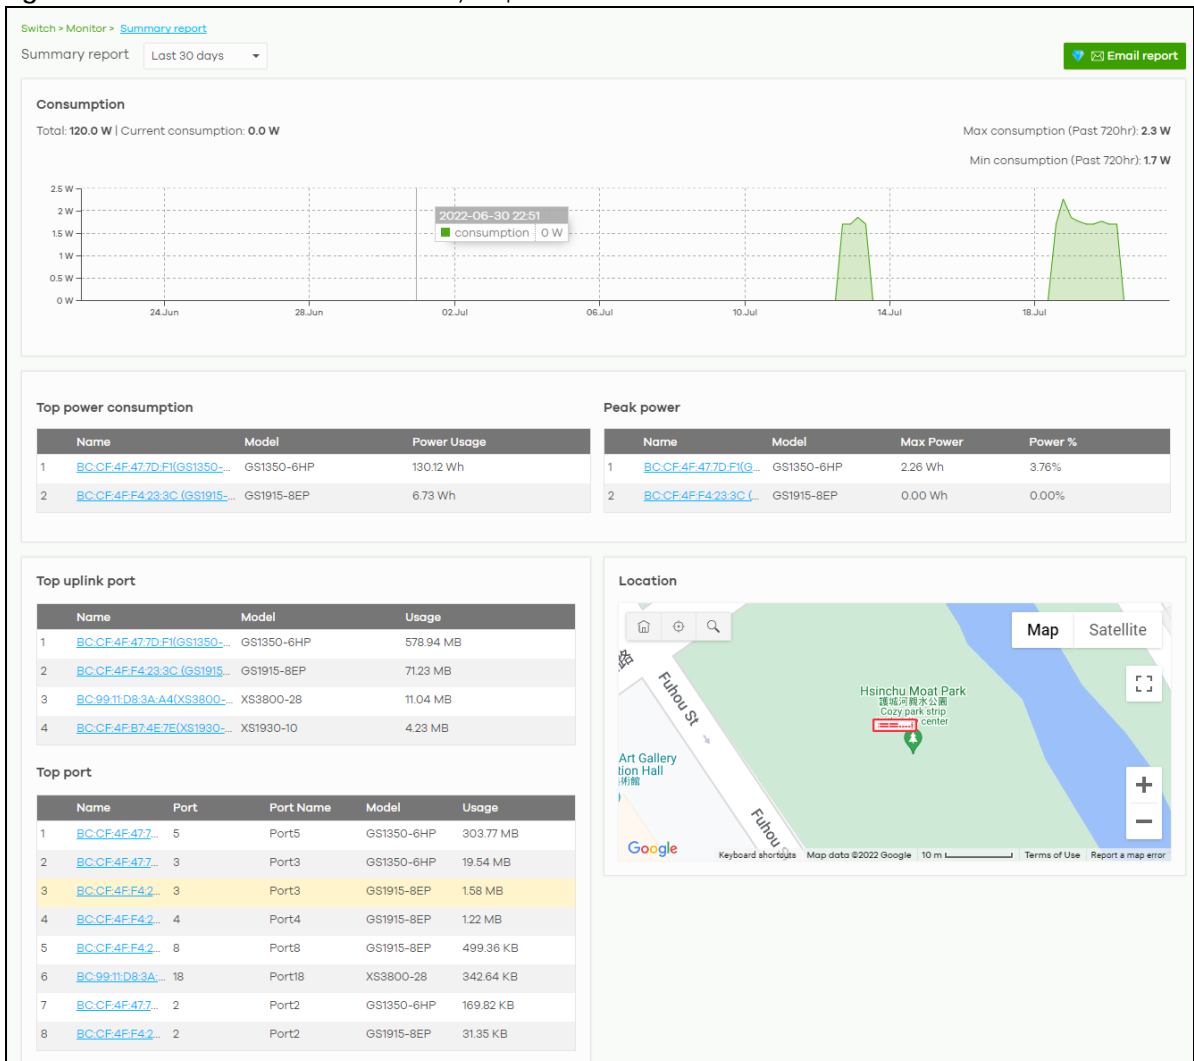 Switch > Monitor > Summary report
Summary report Last 30 days
Email report
Consumption
Total: 120.0 W | Current consumption: 0.0 W
Max consumption (Past 720hr): 2.3 W
Min consumption (Past 720hr): 1.7 W
2.5 W
2 W
1.5 W
1 W
0.5 W
0 W
2022-06-30 22:51
consumption 0 W
24.Jun 28.Jun 02.Jul 06.Jul 10.Jul 14.Jul 18.Jul
Top power consumption
Name Model Power Usage
1 BC:CF:4F:47:7D:F1(GS1350-... GS1350-6HP 130.12 Wh
2 BC:CF:4F:F4:23:3C (GS1915-... GS1915-8EP 6.73 Wh
Peak power
Name Model Max Power Power %
1 BC:CF:4F:47:7D:F1(G... GS1350-6HP 2.26 Wh 3.76%
2 BC:CF:4F:F4:23:3C (... GS1915-8EP 0.00 Wh 0.00%
Top uplink port
Name Model Usage
1 BC:CF:4F:47:7D:F1(GS1350-... GS1350-6HP 578.94 MB
2 BC:CF:4F:F4:23:3C (GS1915... GS1915-8EP 71.23 MB
3 BC:99:11:D8:3A:A4(XS3800-... XS3800-28 11.04 MB
4 BC:CF:4F:B7:4E:7E(XS1930-... XS1930-10 4.23 MB
Top port
Name Port Port Name Model Usage
1 BC:CF:4F:47:7... 5 Port5 GS1350-6HP 303.77 MB
2 BC:CF:4F:47:7... 3 Port3 GS1350-6HP 19.54 MB
3 BC:CF:4F:F4:2... 3 Port3 GS1915-8EP 1.58 MB
4 BC:CF:4F:F4:2... 4 Port4 GS1915-8EP 1.22 MB
5 BC:CF:4F:F4:2... 8 Port8 GS1915-8EP 499.36 KB
6 BC:99:11:D8:3A:... 18 Port18 XS3800-28 342.64 KB
7 BC:CF:4F:47:7... 2 Port2 GS1350-6HP 169.82 KB
8 BC:CF:4F:F4:2... 2 Port2 GS1915-8EP 31.35 KB
Location
Map Satellite
路
Fuhou St
Hsinchu Moat Park
護城河親水公園
Cozy park strip
center
Art Gallery
tion Hall
術館
Fuhou
Google
Keyboard shortcuts Map data ©2022 Google 10 m Terms of Use Report a map error